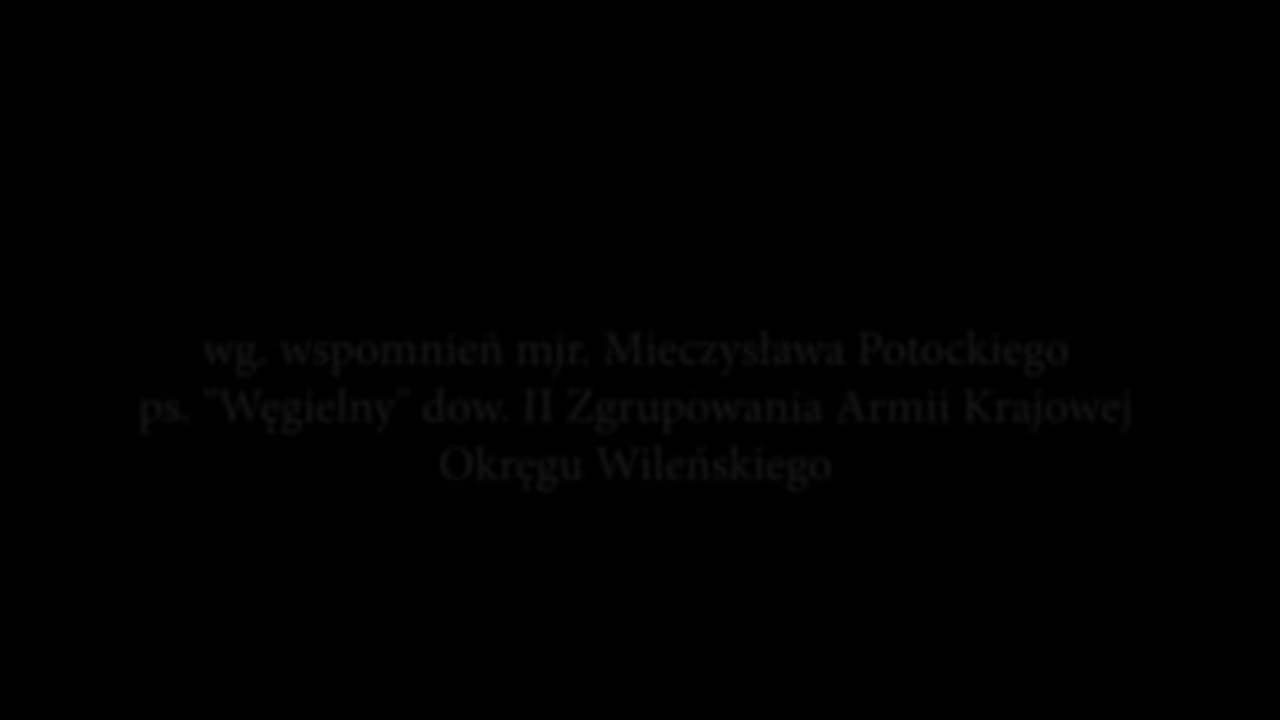 wg. wspomnień mjr. Mieczysława Potockiego
ps. "Węgielny" dow. II Zgrupowania Armii Krajowej
Okręgu Wileńskiego